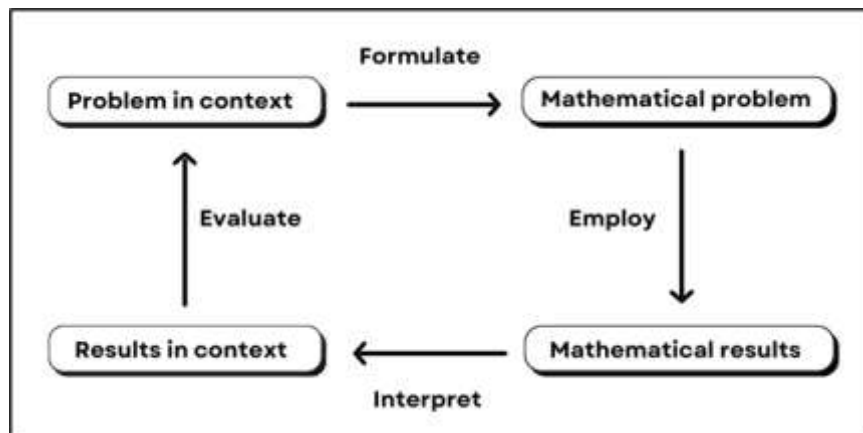 Formulate
Problem in context
Mathematical problem
Evaluate
Employ
Results in context
Mathematical results
Interpret